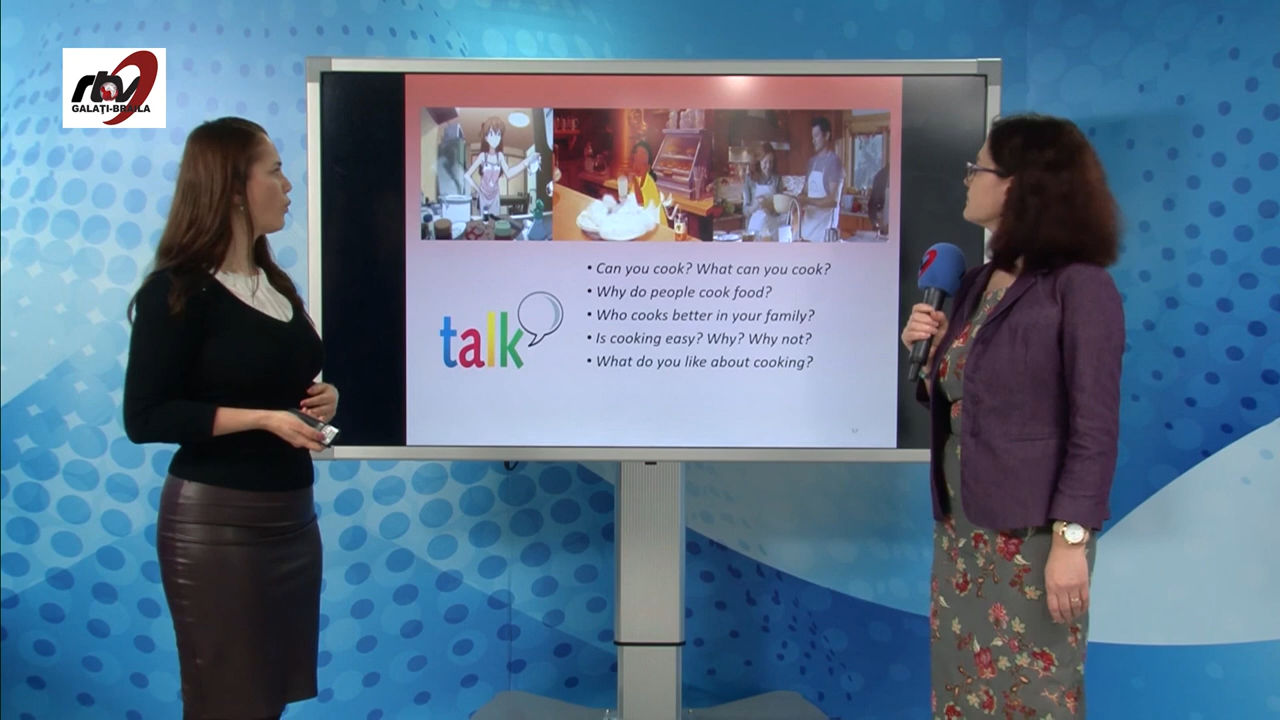 rtv
GALAȚI-BRĂILA
• Can you cook? What can you cook?
• Why do people cook food?
• Who cooks better in your family?
• Is cooking easy? Why? Why not?
• What do you like about cooking?
talk